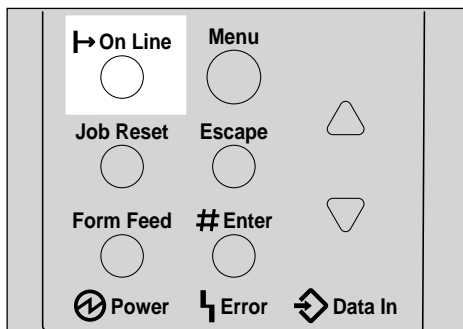 On Line Menu
Job Reset Escape
Form Feed # Enter
Power Error Data In